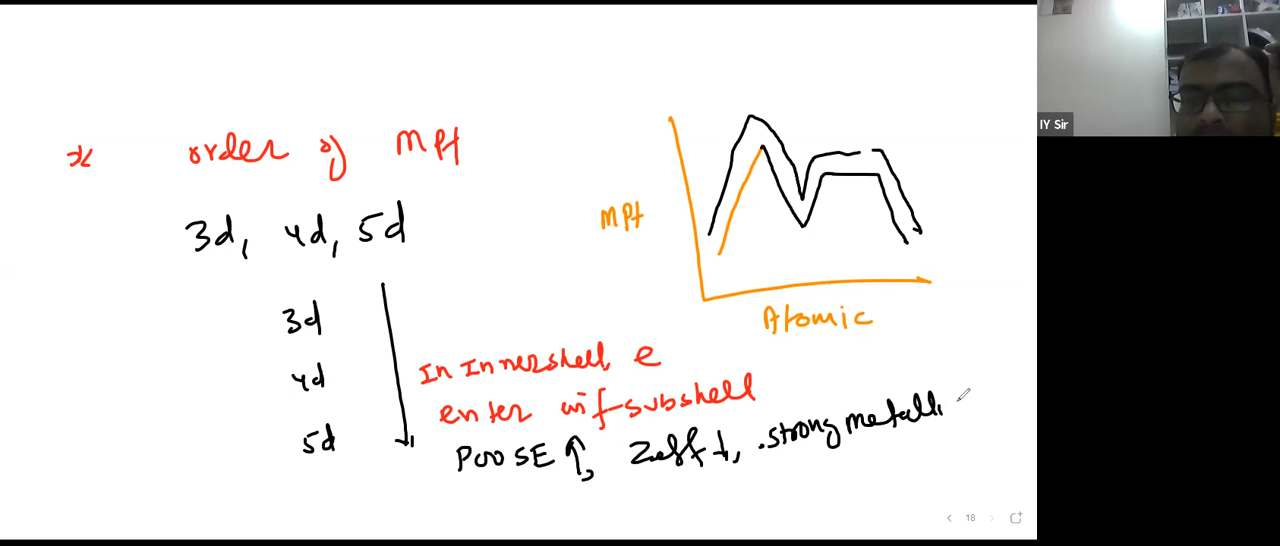 * order of MPt
3d, 4d, 5d
3d
4d
5d
In Innershell, e
enter in f-subshell
Poor SE ↑, Zeff ↓, strong metalli
MPt
Atomic
IY Sir
18